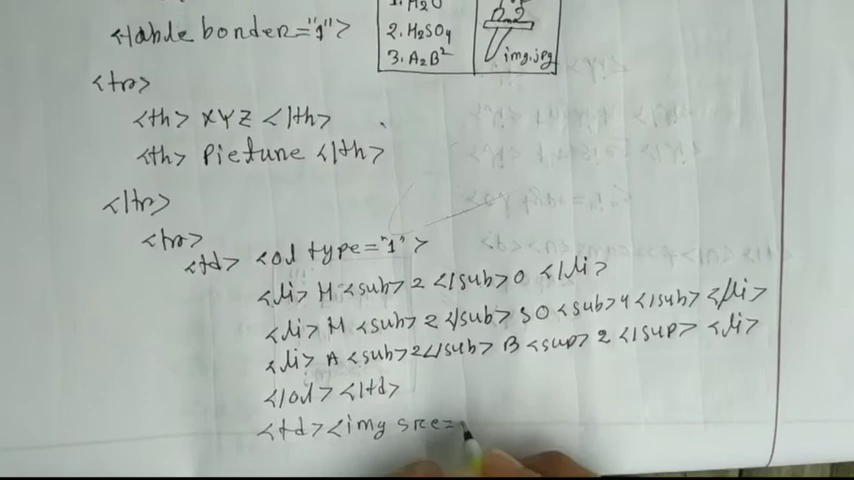 1. H2O
<table border="1">
2. H₂SO₄
3. A₂B²
img.jpg
<tr>
<th> XYZ </th>
<th> Picture </th>
</tr>
<tr>
<td> <ol type="1">
<li> H <sub> 2 </sub> O </li>
<li> H <sub> 2 </sub> SO <sub> 4 </sub> </li>
<li> A <sub> 2 </sub> B <sup> 2 </sup> <li>
</ol> </td>
<td> <img src=